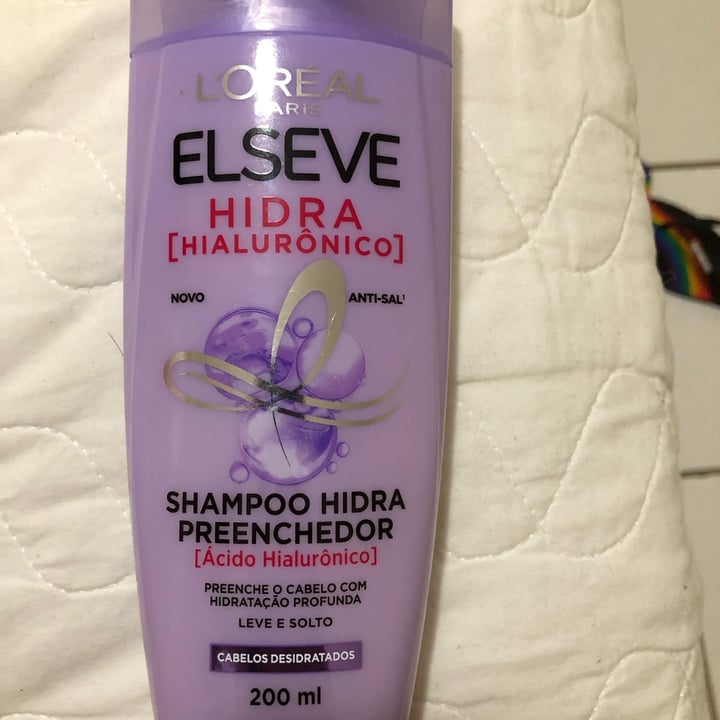 L'ORÉAL
PARIS
ELSEVE
HIDRA
[HIALURÔNICO]
NOVO
ANTI-SAL¹
SHAMPOO HIDRA
PREENCHEDOR
[Ácido Hialurônico]
PREENCHE O CABELO COM
HIDRATAÇÃO PROFUNDA
LEVE E SOLTO
CABELOS DESIDRATADOS
200 ml